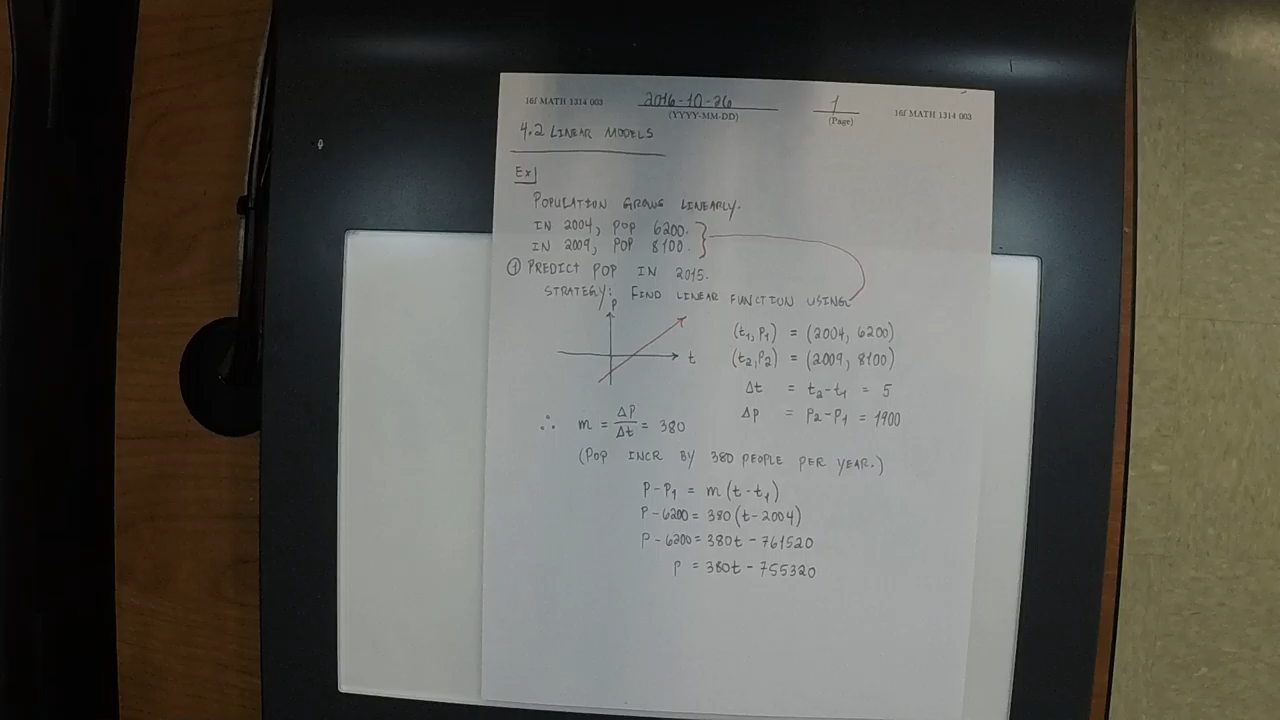 16f MATH 1314 003 2016-10-26 1 16f MATH 1314 003
(YYYY-MM-DD) (Page)
4.2 LINEAR MODELS
Ex
POPULATION GROWS LINEARLY.
IN 2004, POP 6200.
IN 2009, POP 8100.
① PREDICT POP IN 2015.
STRATEGY: FIND LINEAR FUNCTION USING
P
t
(t₁,P₁) = (2004, 6200)
(t₂,P₂) = (2009, 8100)
Δt = t₂-t₁ = 5
Δp = P₂-P₁ = 1900
∴ m = ΔP/Δt = 380
(POP INCR BY 380 PEOPLE PER YEAR.)
P-P₁ = m(t-t₁)
P-6200 = 380(t-2004)
P-6200 = 380t - 761520
P = 380t - 755320